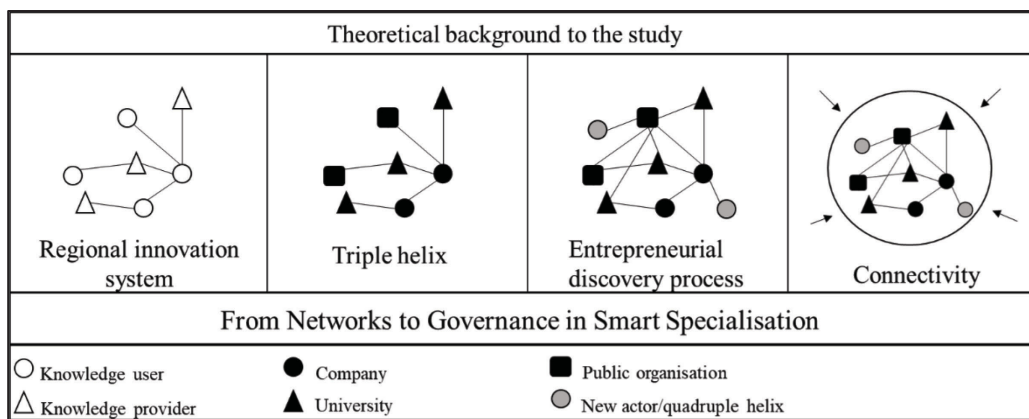 Theoretical background to the study
Regional innovation
system
Triple helix
Entrepreneurial
discovery process
Connectivity
From Networks to Governance in Smart Specialisation
Knowledge user
Company
Public organisation
Knowledge provider
University
New actor/quadruple helix